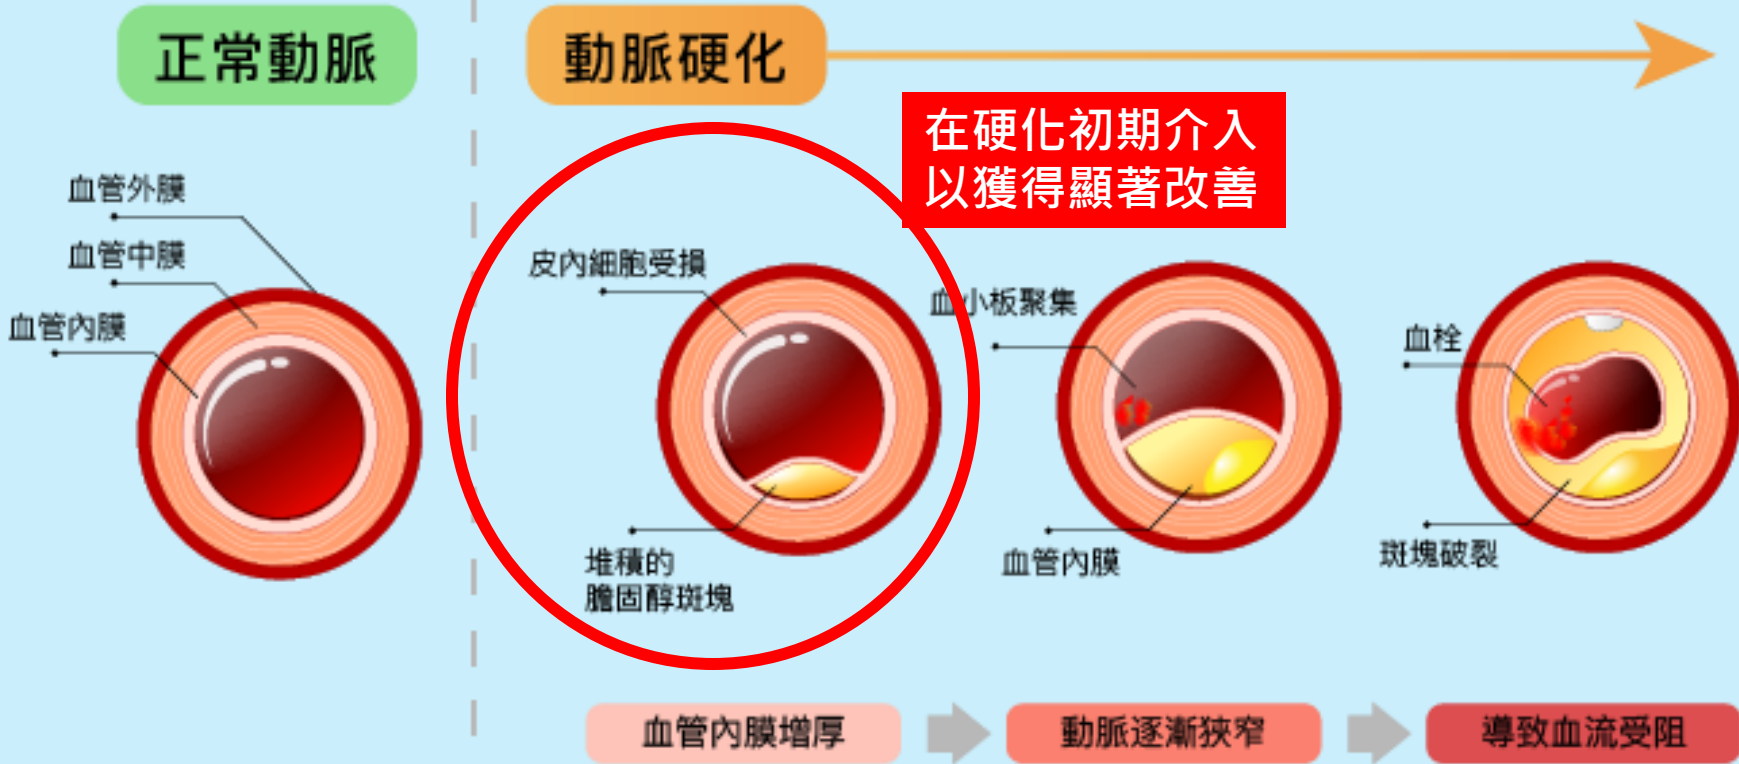 正常動脈
動脈硬化
在硬化初期介入
以獲得顯著改善
血管外膜
血管中膜
血管內膜
皮內細胞受損
堆積的
膽固醇斑塊
血小板聚集
血管內膜
血栓
斑塊破裂
血管內膜增厚
動脈逐漸狹窄
導致血流受阻